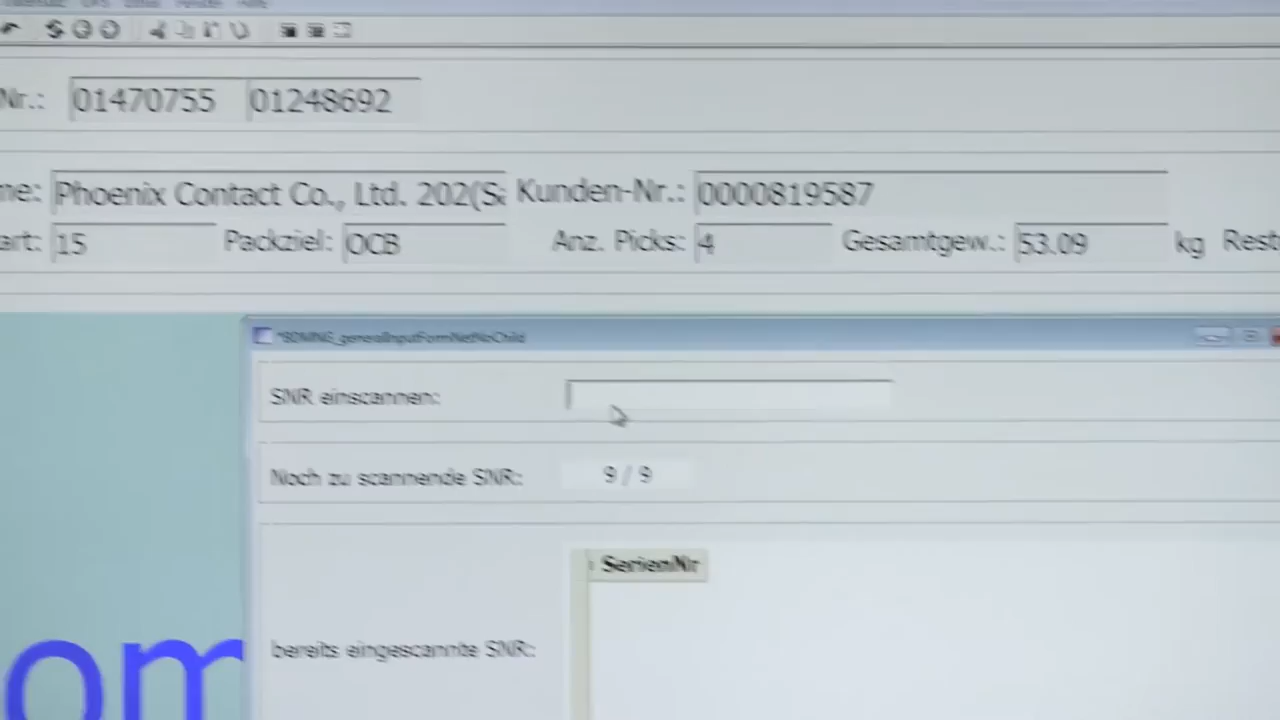 Nr.: 01470755 01248692
me: Phoenix Contact Co., Ltd. 202(Sa Kunden-Nr.: 0000819587
art: 15 Packziel: OCB Anz. Picks: 4 Gesamtgew.: 53.09 kg Rest
SNR einscannen:
Noch zu scannende SNR: 9 / 9
SerienNr
bereits eingescannte SNR:
om